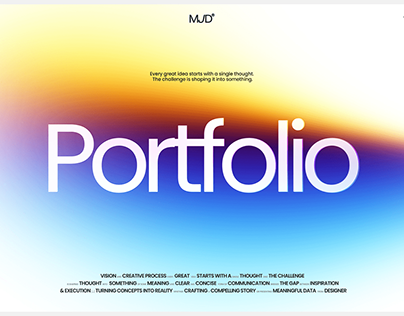 MJD
Every great idea starts with a single thought.
The challenge is shaping it into something.
Portfolio
VISION CREATIVE PROCESS GREAT STARTS WITH A THOUGHT THE CHALLENGE
THOUGHT SOMETHING MEANING CLEAR CONCISE COMMUNICATION THE GAP INSPIRATION
& EXECUTION TURNING CONCEPTS INTO REALITY CRAFTING COMPELLING STORY MEANINGFUL DATA DESIGNER